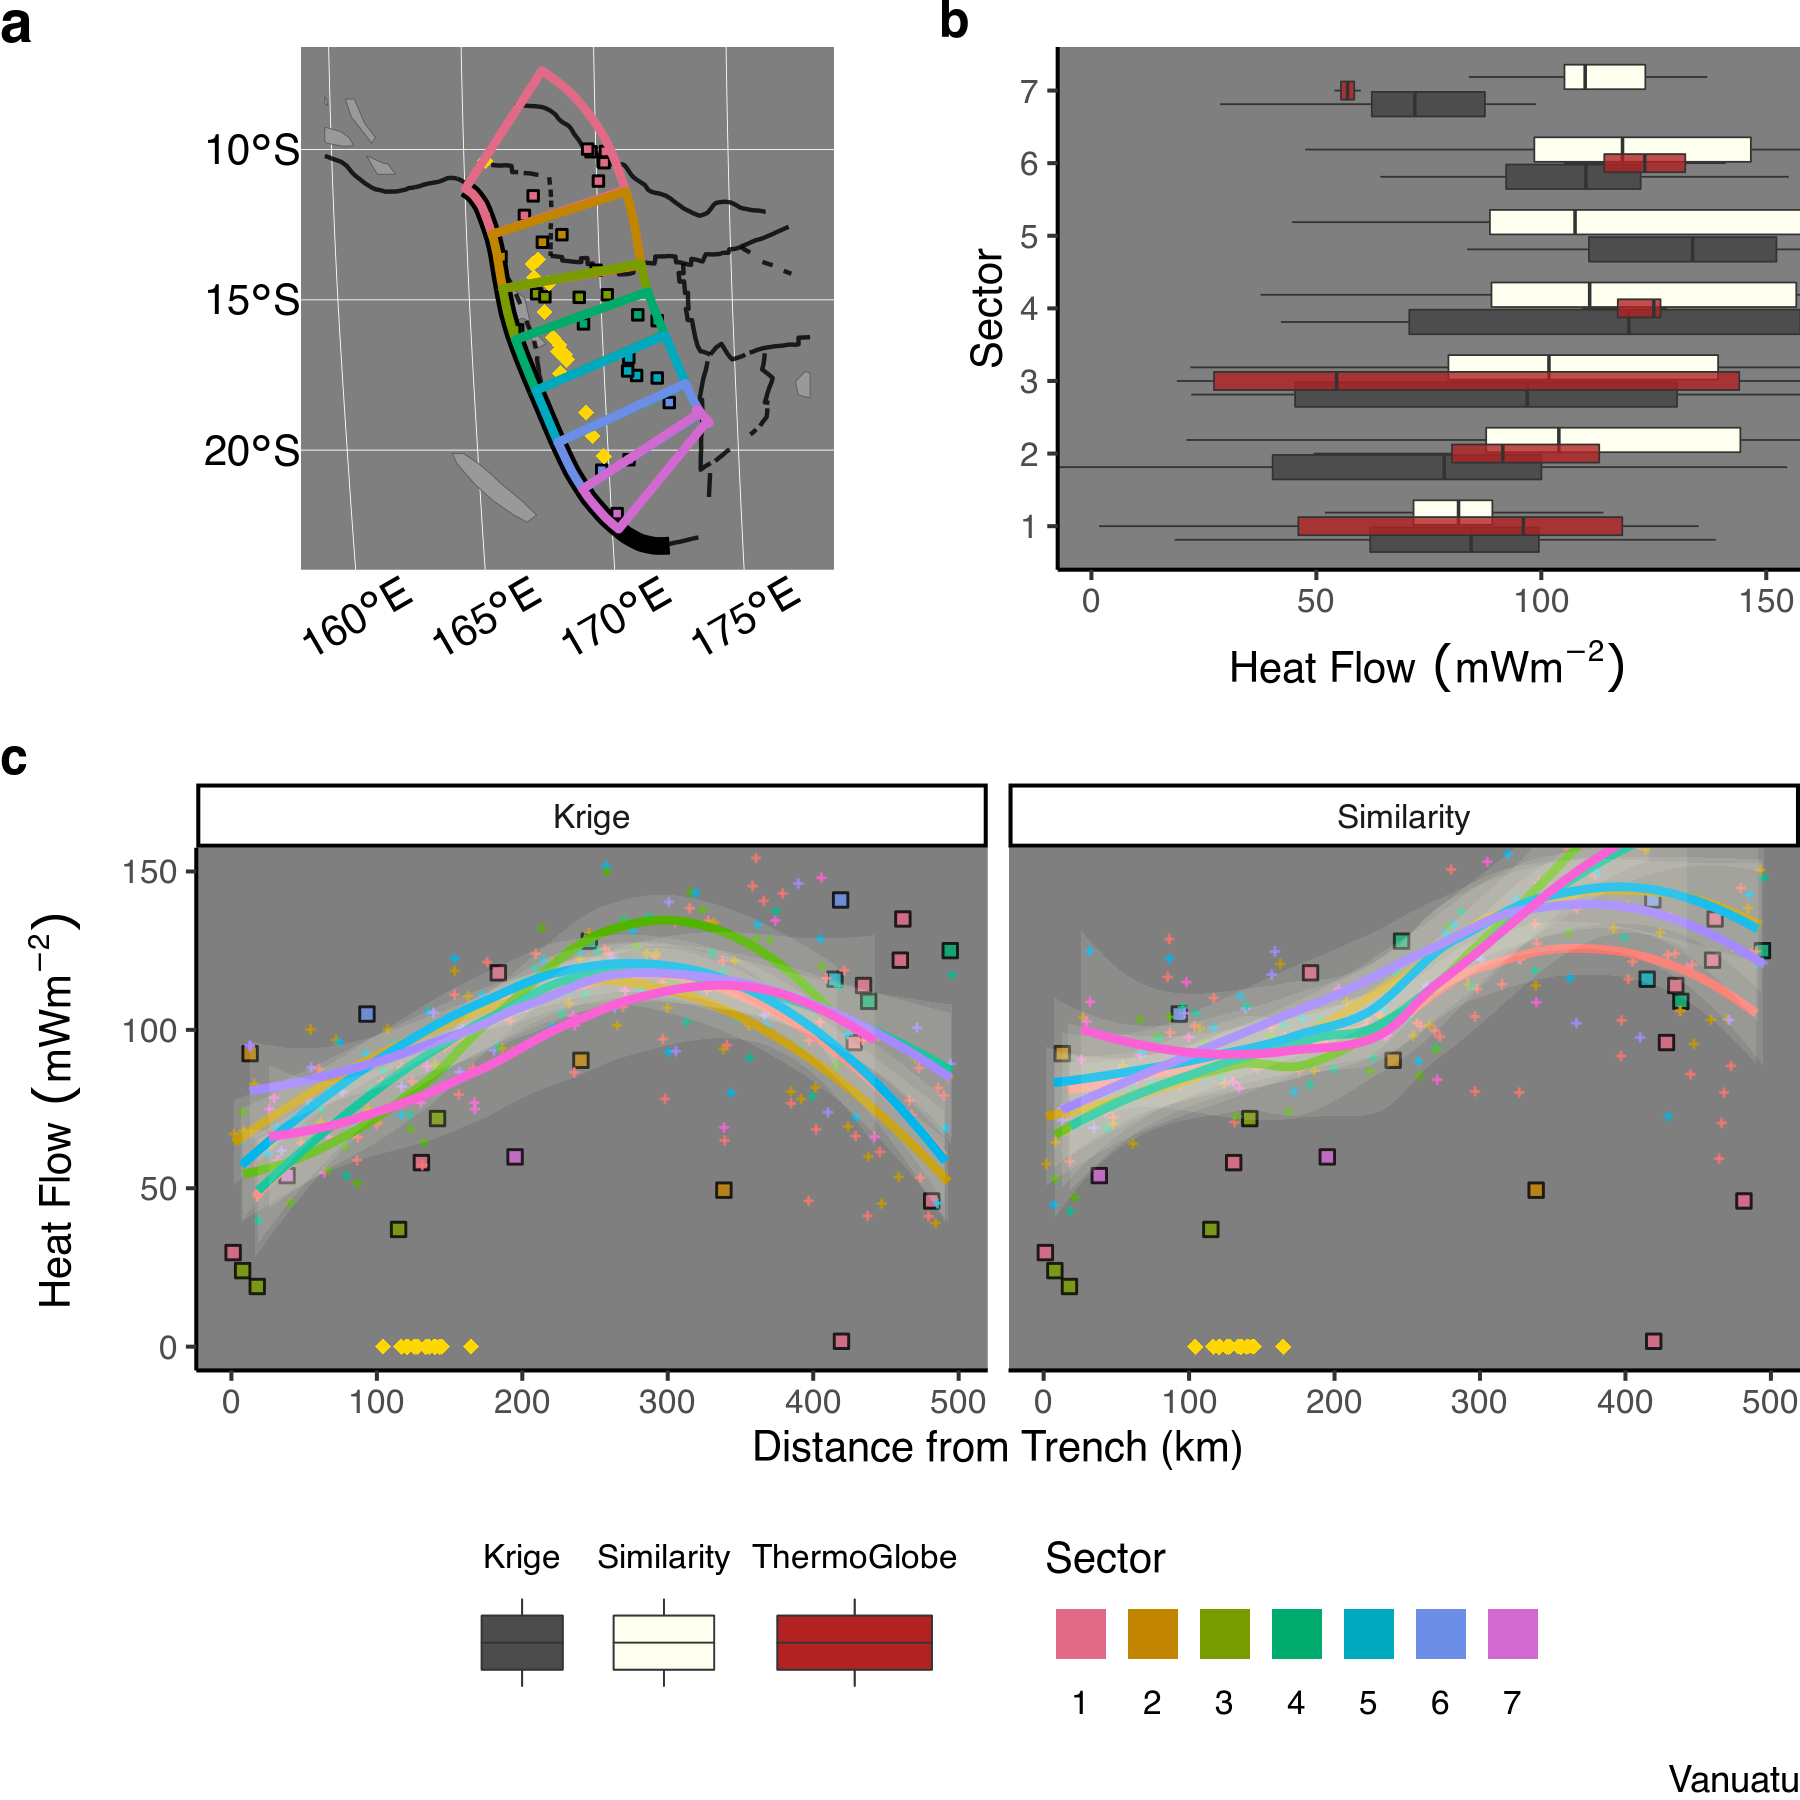 a
10°S
15°S
20°S
160°E
165°E
170°E
175°E
b
Sector
7
6
5
4
3
2
1
0
50
100
150
Heat Flow (mWm⁻²)
c
Krige
Similarity
Heat Flow (mWm⁻²)
150
100
50
0
0 100 200 300 400 500
0 100 200 300 400 500
Distance from Trench (km)
Krige Similarity ThermoGlobe
Sector
1 2 3 4 5 6 7
Vanuatu